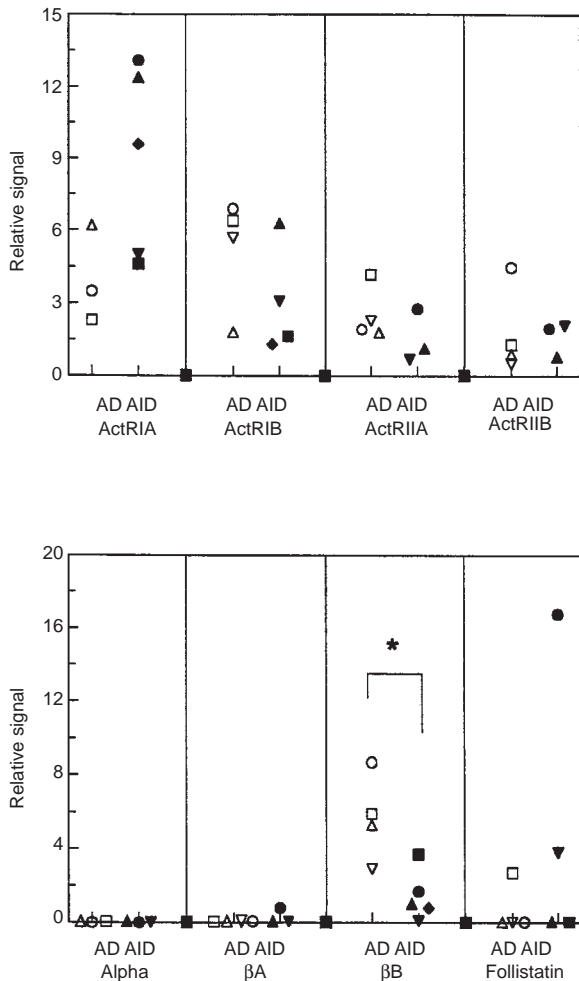 15
12
9
6
3
0
Relative signal
AD AID
ActRIA
AD AID
ActRIB
AD AID
ActRIIA
AD AID
ActRIIB
20
16
12
8
4
0
Relative signal
*
AD AID
Alpha
AD AID
βA
AD AID
βB
AD AID
Follistatin